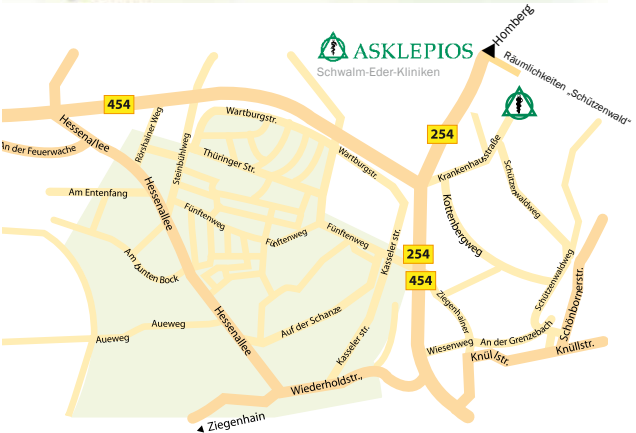 Homberg
ASKLEPIOS
Schwalm-Eder-Kliniken
Räumlichkeiten „Schützenwald"
454
254
Hessenallee
An der Feuerwache
Rörshainer Weg
Steinbühlweg
Wartburgstr.
Thüringer Str.
Wartburgstr.
Krankenhausstraße
Schützenwaldweg
Am Entenfang
Hessenallee
Fünftenweg
Fünftenweg
Fünftenweg
Kottenbergweg
Kasseler str.
254
454
Am bunten Bock
Schützenwaldweg
Schönbornerstr.
Ziegenhainer
Hessenallee
Auf der Schanze
Aueweg
Aueweg
Kasseler str.
Wiesenweg
An der Grenzebach
Knüllstr.
Knüllstr.
Wiederholdstr.,
Ziegenhain